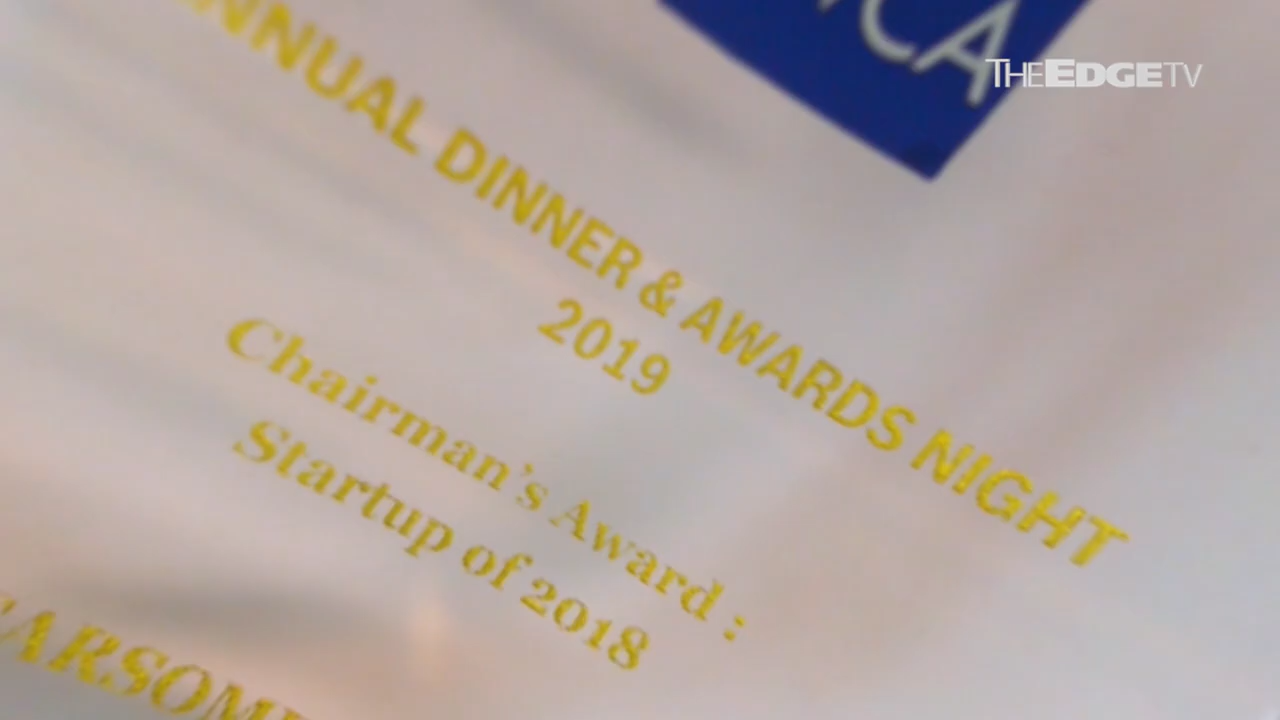 THEEDGETV
ANNUAL DINNER & AWARDS NIGHT
2019
Chairman's Award :
Startup of 2018